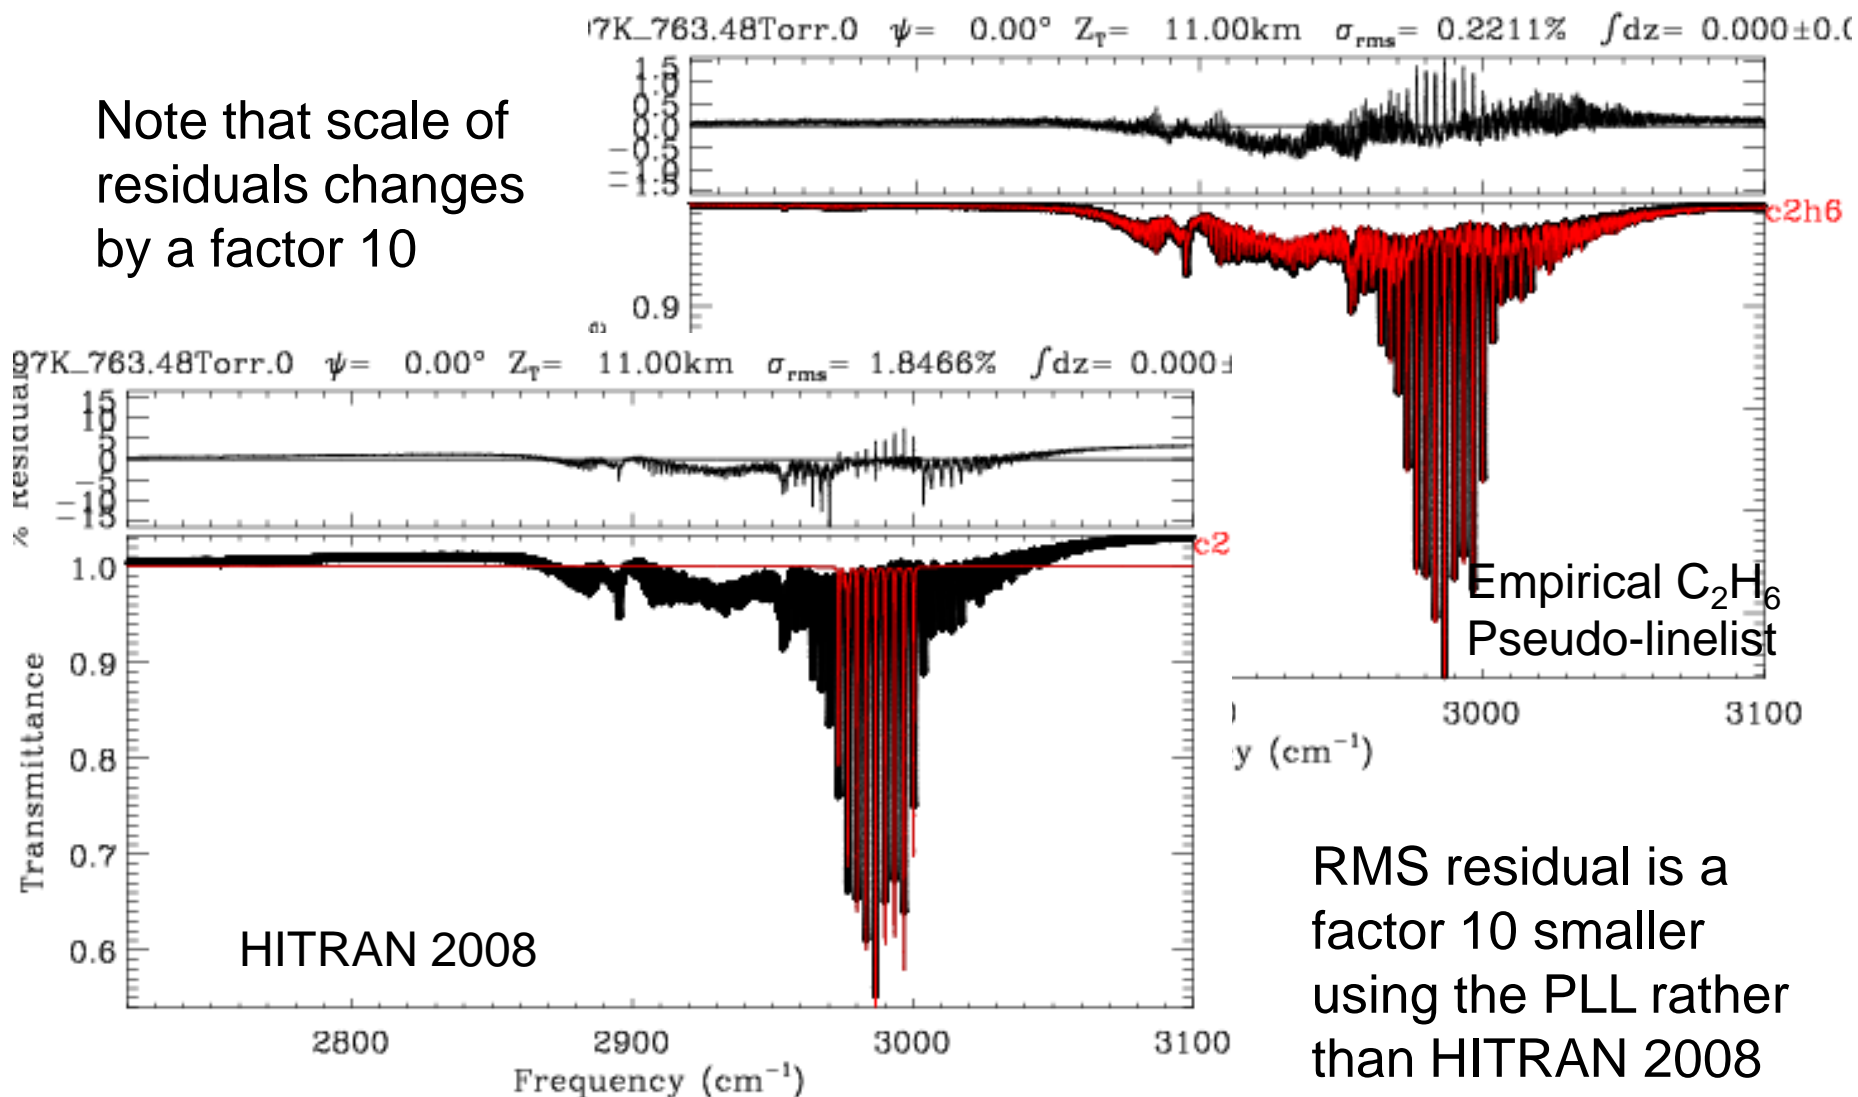 7K_763.48Torr.0 ψ= 0.00° Z_T= 11.00km σ_rms= 0.2211% ∫dz= 0.000±0.0
Note that scale of
residuals changes
by a factor 10
1.5
1.0
0.5
0.0
−0.5
−1.0
−1.5
c2h6
0.9
Empirical C₂H₆
Pseudo-linelist
3000
3100
y (cm⁻¹)
97K_763.48Torr.0 ψ= 0.00° Z_T= 11.00km σ_rms= 1.8466% ∫dz= 0.000±
% Residual
15
10
5
0
−5
−10
−15
c2
Transmittance
1.0
0.9
0.8
0.7
0.6
HITRAN 2008
2800
2900
3000
3100
Frequency (cm⁻¹)
RMS residual is a
factor 10 smaller
using the PLL rather
than HITRAN 2008